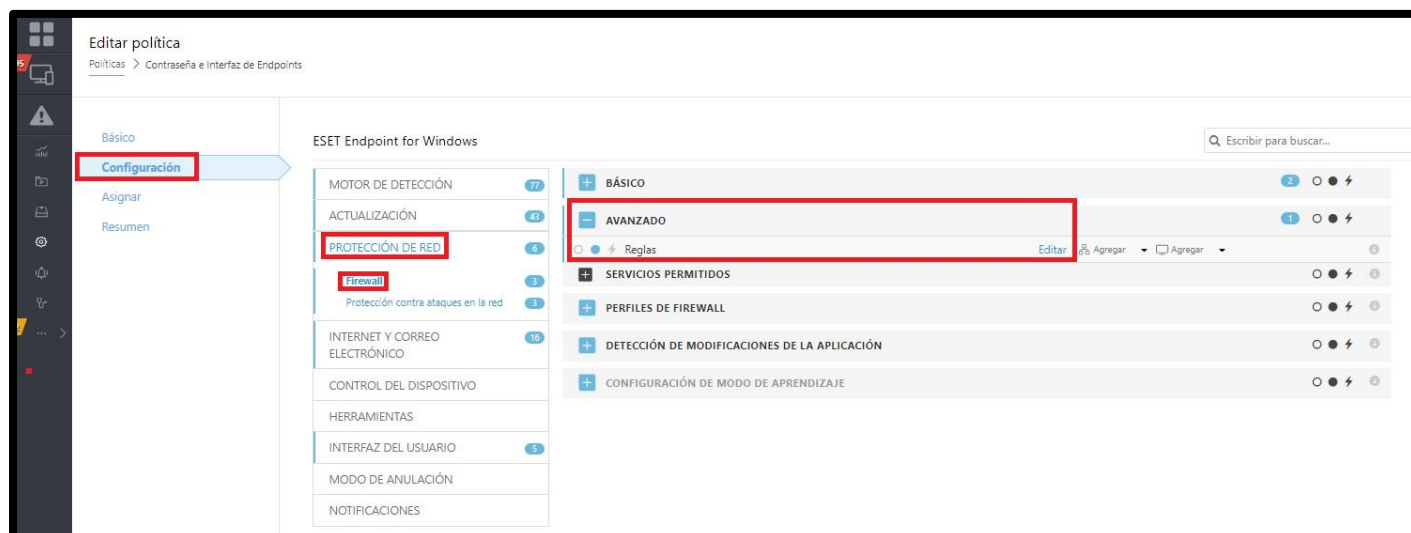 Editar política
Políticas > Contraseña e Interfaz de Endpoints
Básico
Configuración
Asignar
Resumen
ESET Endpoint for Windows
Escribir para buscar...
MOTOR DE DETECCIÓN 77
ACTUALIZACIÓN 43
PROTECCIÓN DE RED 6
Firewall 3
Protección contra ataques en la red 3
INTERNET Y CORREO 16
ELECTRÓNICO
CONTROL DEL DISPOSITIVO
HERRAMIENTAS
INTERFAZ DEL USUARIO 5
MODO DE ANULACIÓN
NOTIFICACIONES
BÁSICO 2
AVANZADO 1
Reglas Editar Agregar Agregar
SERVICIOS PERMITIDOS
PERFILES DE FIREWALL
DETECCIÓN DE MODIFICACIONES DE LA APLICACIÓN
CONFIGURACIÓN DE MODO DE APRENDIZAJE